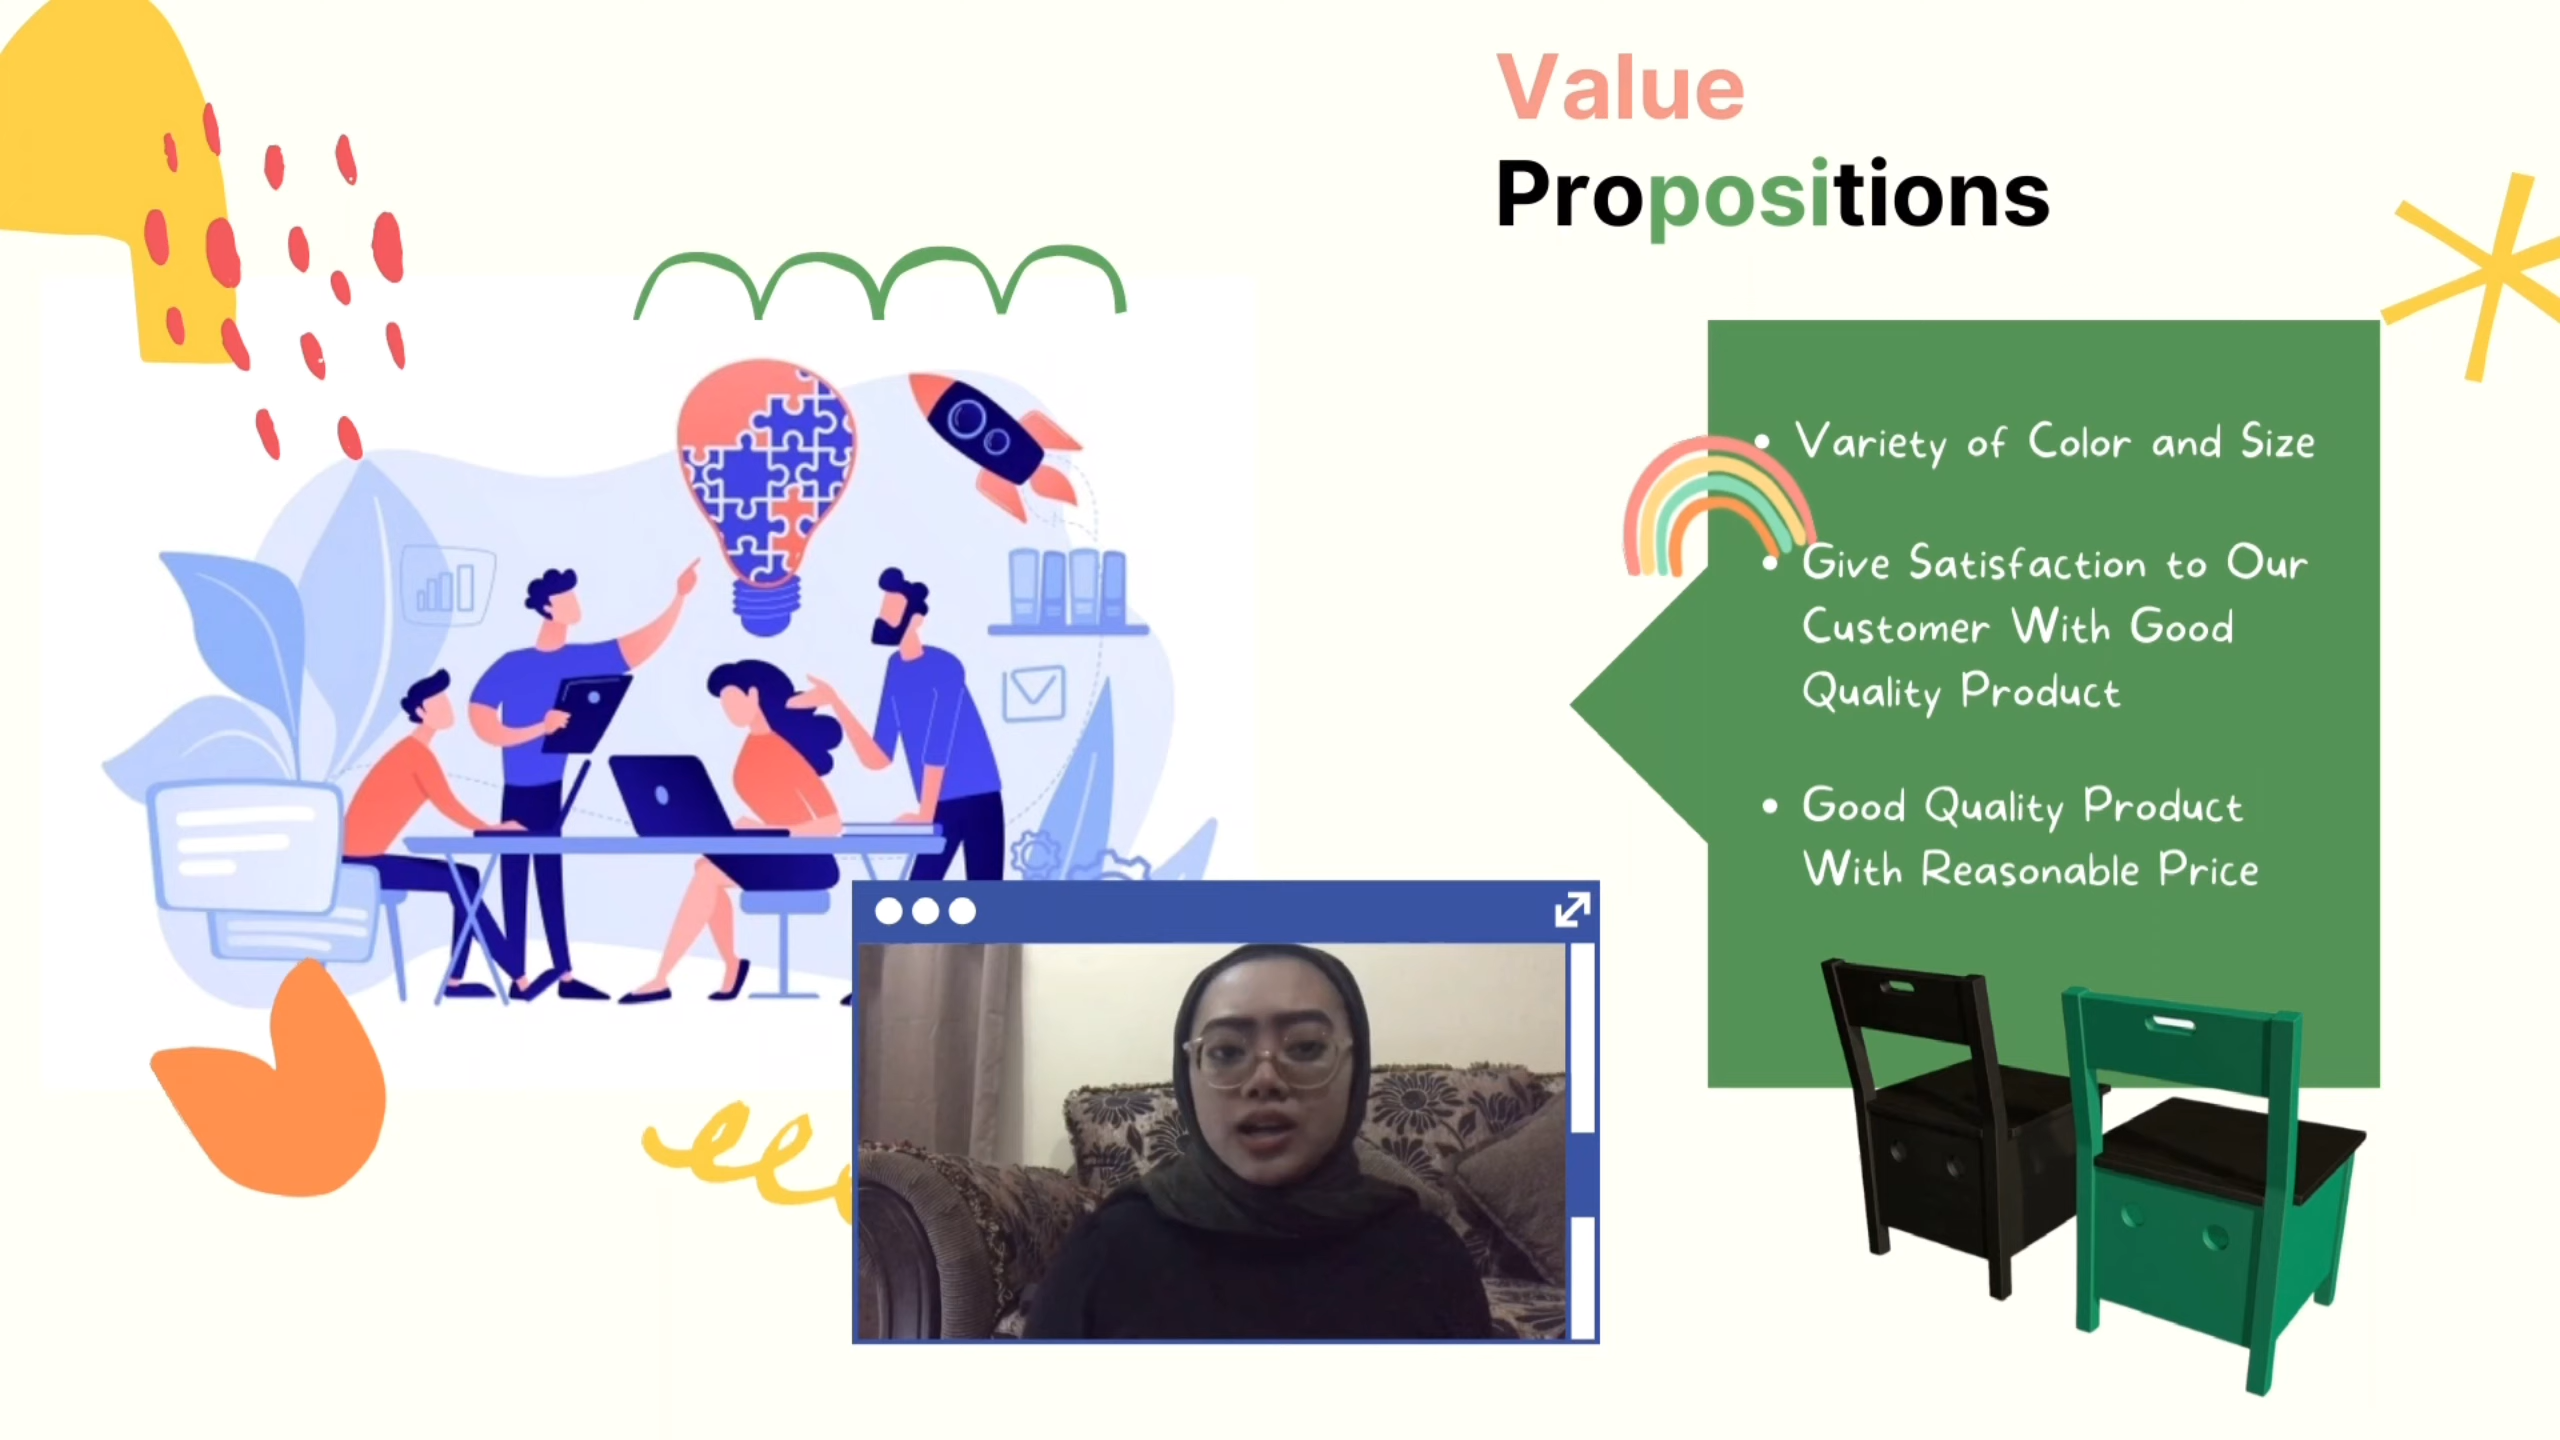 Value
Propositions
• Variety of Color and Size
• Give Satisfaction to Our
Customer With Good
Quality Product
• Good Quality Product
With Reasonable Price